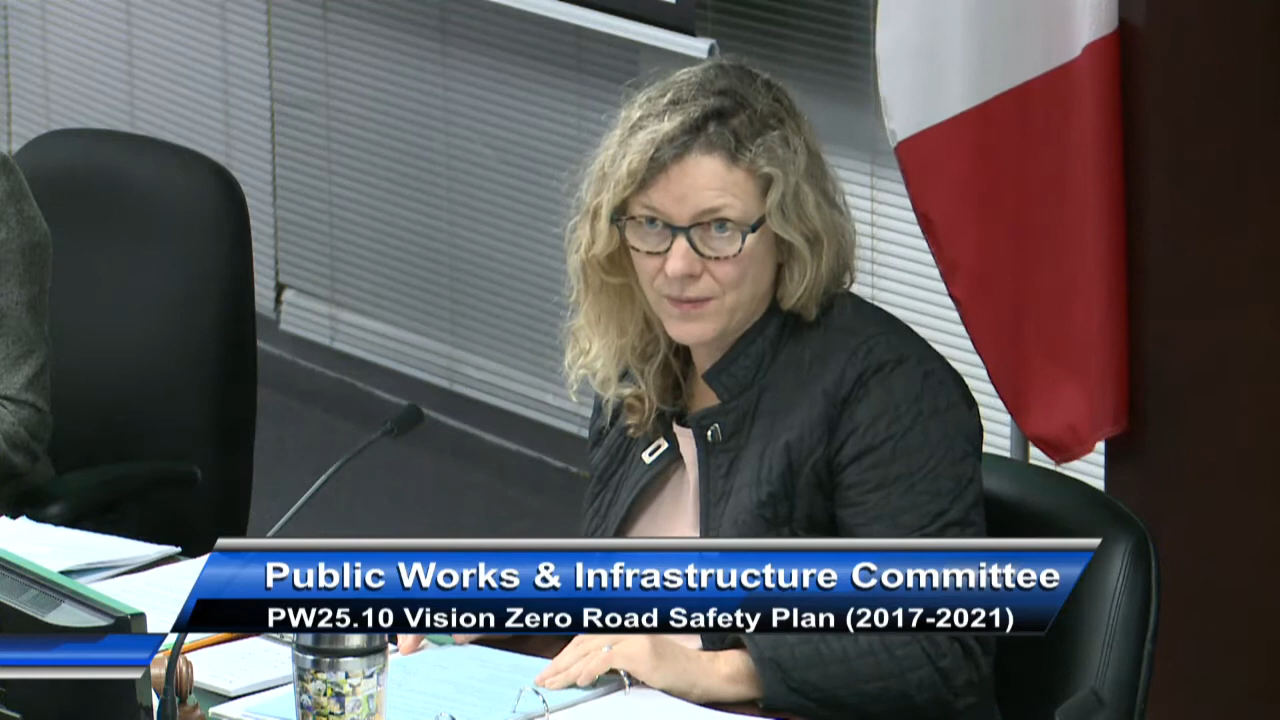 Public Works & Infrastructure Committee
PW25.10 Vision Zero Road Safety Plan (2017-2021)